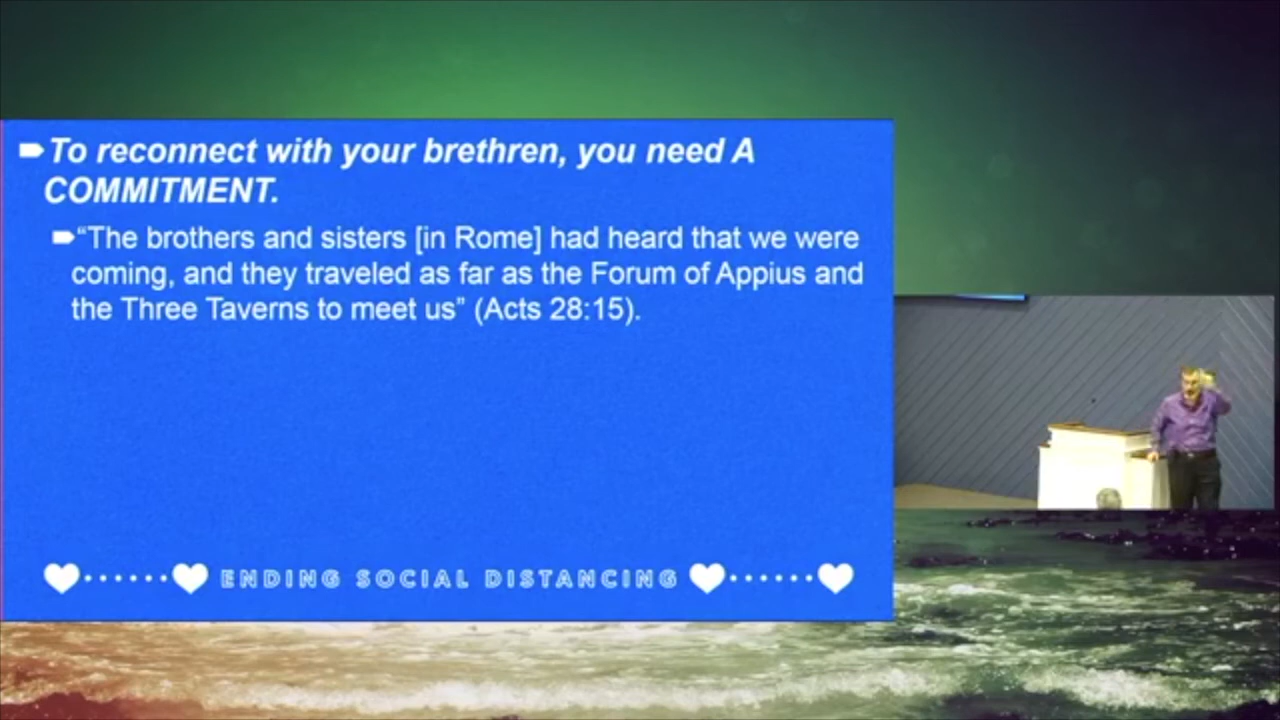 To reconnect with your brethren, you need A
COMMITMENT.
“The brothers and sisters [in Rome] had heard that we were
coming, and they traveled as far as the Forum of Appius and
the Three Taverns to meet us” (Acts 28:15).
ENDING SOCIAL DISTANCING